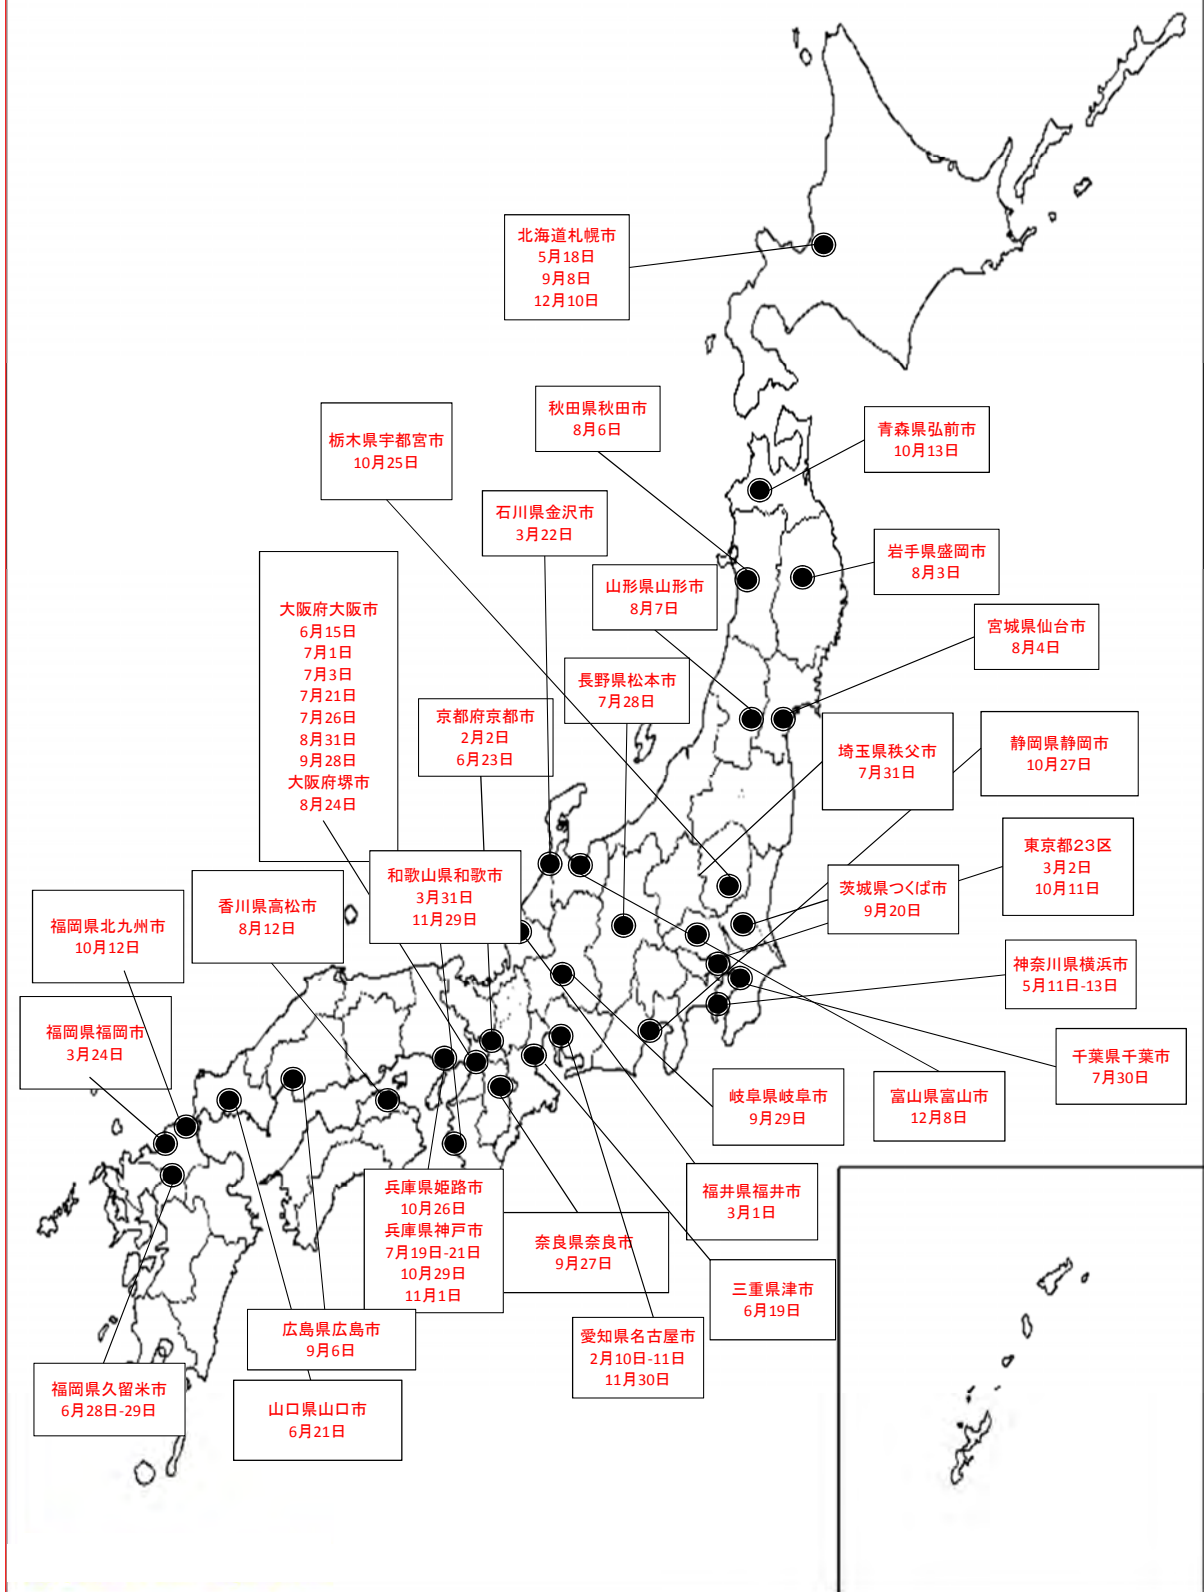 北海道札幌市
5月18日
9月8日
12月10日
秋田県秋田市
8月6日
栃木県宇都宮市
10月25日
青森県弘前市
10月13日
石川県金沢市
3月22日
岩手県盛岡市
8月3日
山形県山形市
8月7日
大阪府大阪市
6月15日
7月1日
7月3日
7月21日
7月26日
8月31日
9月28日
大阪府堺市
8月24日
宮城県仙台市
8月4日
長野県松本市
7月28日
京都府京都市
2月2日
6月23日
埼玉県秩父市
7月31日
静岡県静岡市
10月27日
東京都23区
3月2日
10月11日
和歌山県和歌市
3月31日
11月29日
茨城県つくば市
9月20日
香川県高松市
8月12日
福岡県北九州市
10月12日
神奈川県横浜市
5月11日-13日
福岡県福岡市
3月24日
千葉県千葉市
7月30日
岐阜県岐阜市
9月29日
富山県富山市
12月8日
福井県福井市
3月1日
兵庫県姫路市
10月26日
兵庫県神戸市
7月19日-21日
10月29日
11月1日
奈良県奈良市
9月27日
三重県津市
6月19日
広島県広島市
9月6日
愛知県名古屋市
2月10日-11日
11月30日
福岡県久留米市
6月28日-29日
山口県山口市
6月21日